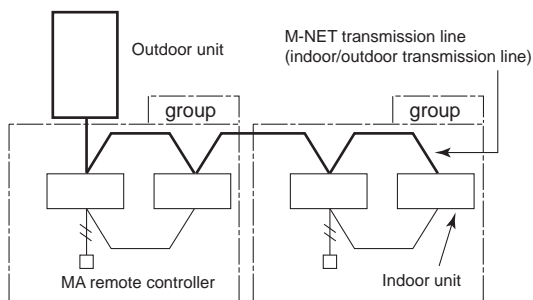 Outdoor unit
M-NET transmission line
(indoor/outdoor transmission line)
group
group
MA remote controller
Indoor unit